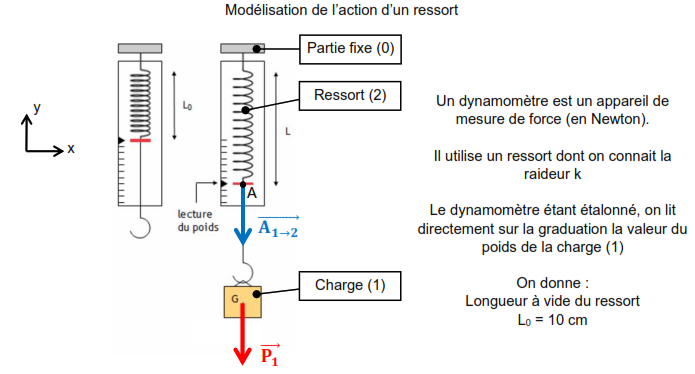 Modélisation de l'action d'un ressort
Partie fixe (0)
Ressort (2)
L₀
L
y
x
A
lecture
du poids
A₁→₂
Charge (1)
G
P₁
Un dynamomètre est un appareil de
mesure de force (en Newton).
Il utilise un ressort dont on connait la
raideur k
Le dynamomètre étant étalonné, on lit
directement sur la graduation la valeur du
poids de la charge (1)
On donne :
Longueur à vide du ressort
L₀ = 10 cm